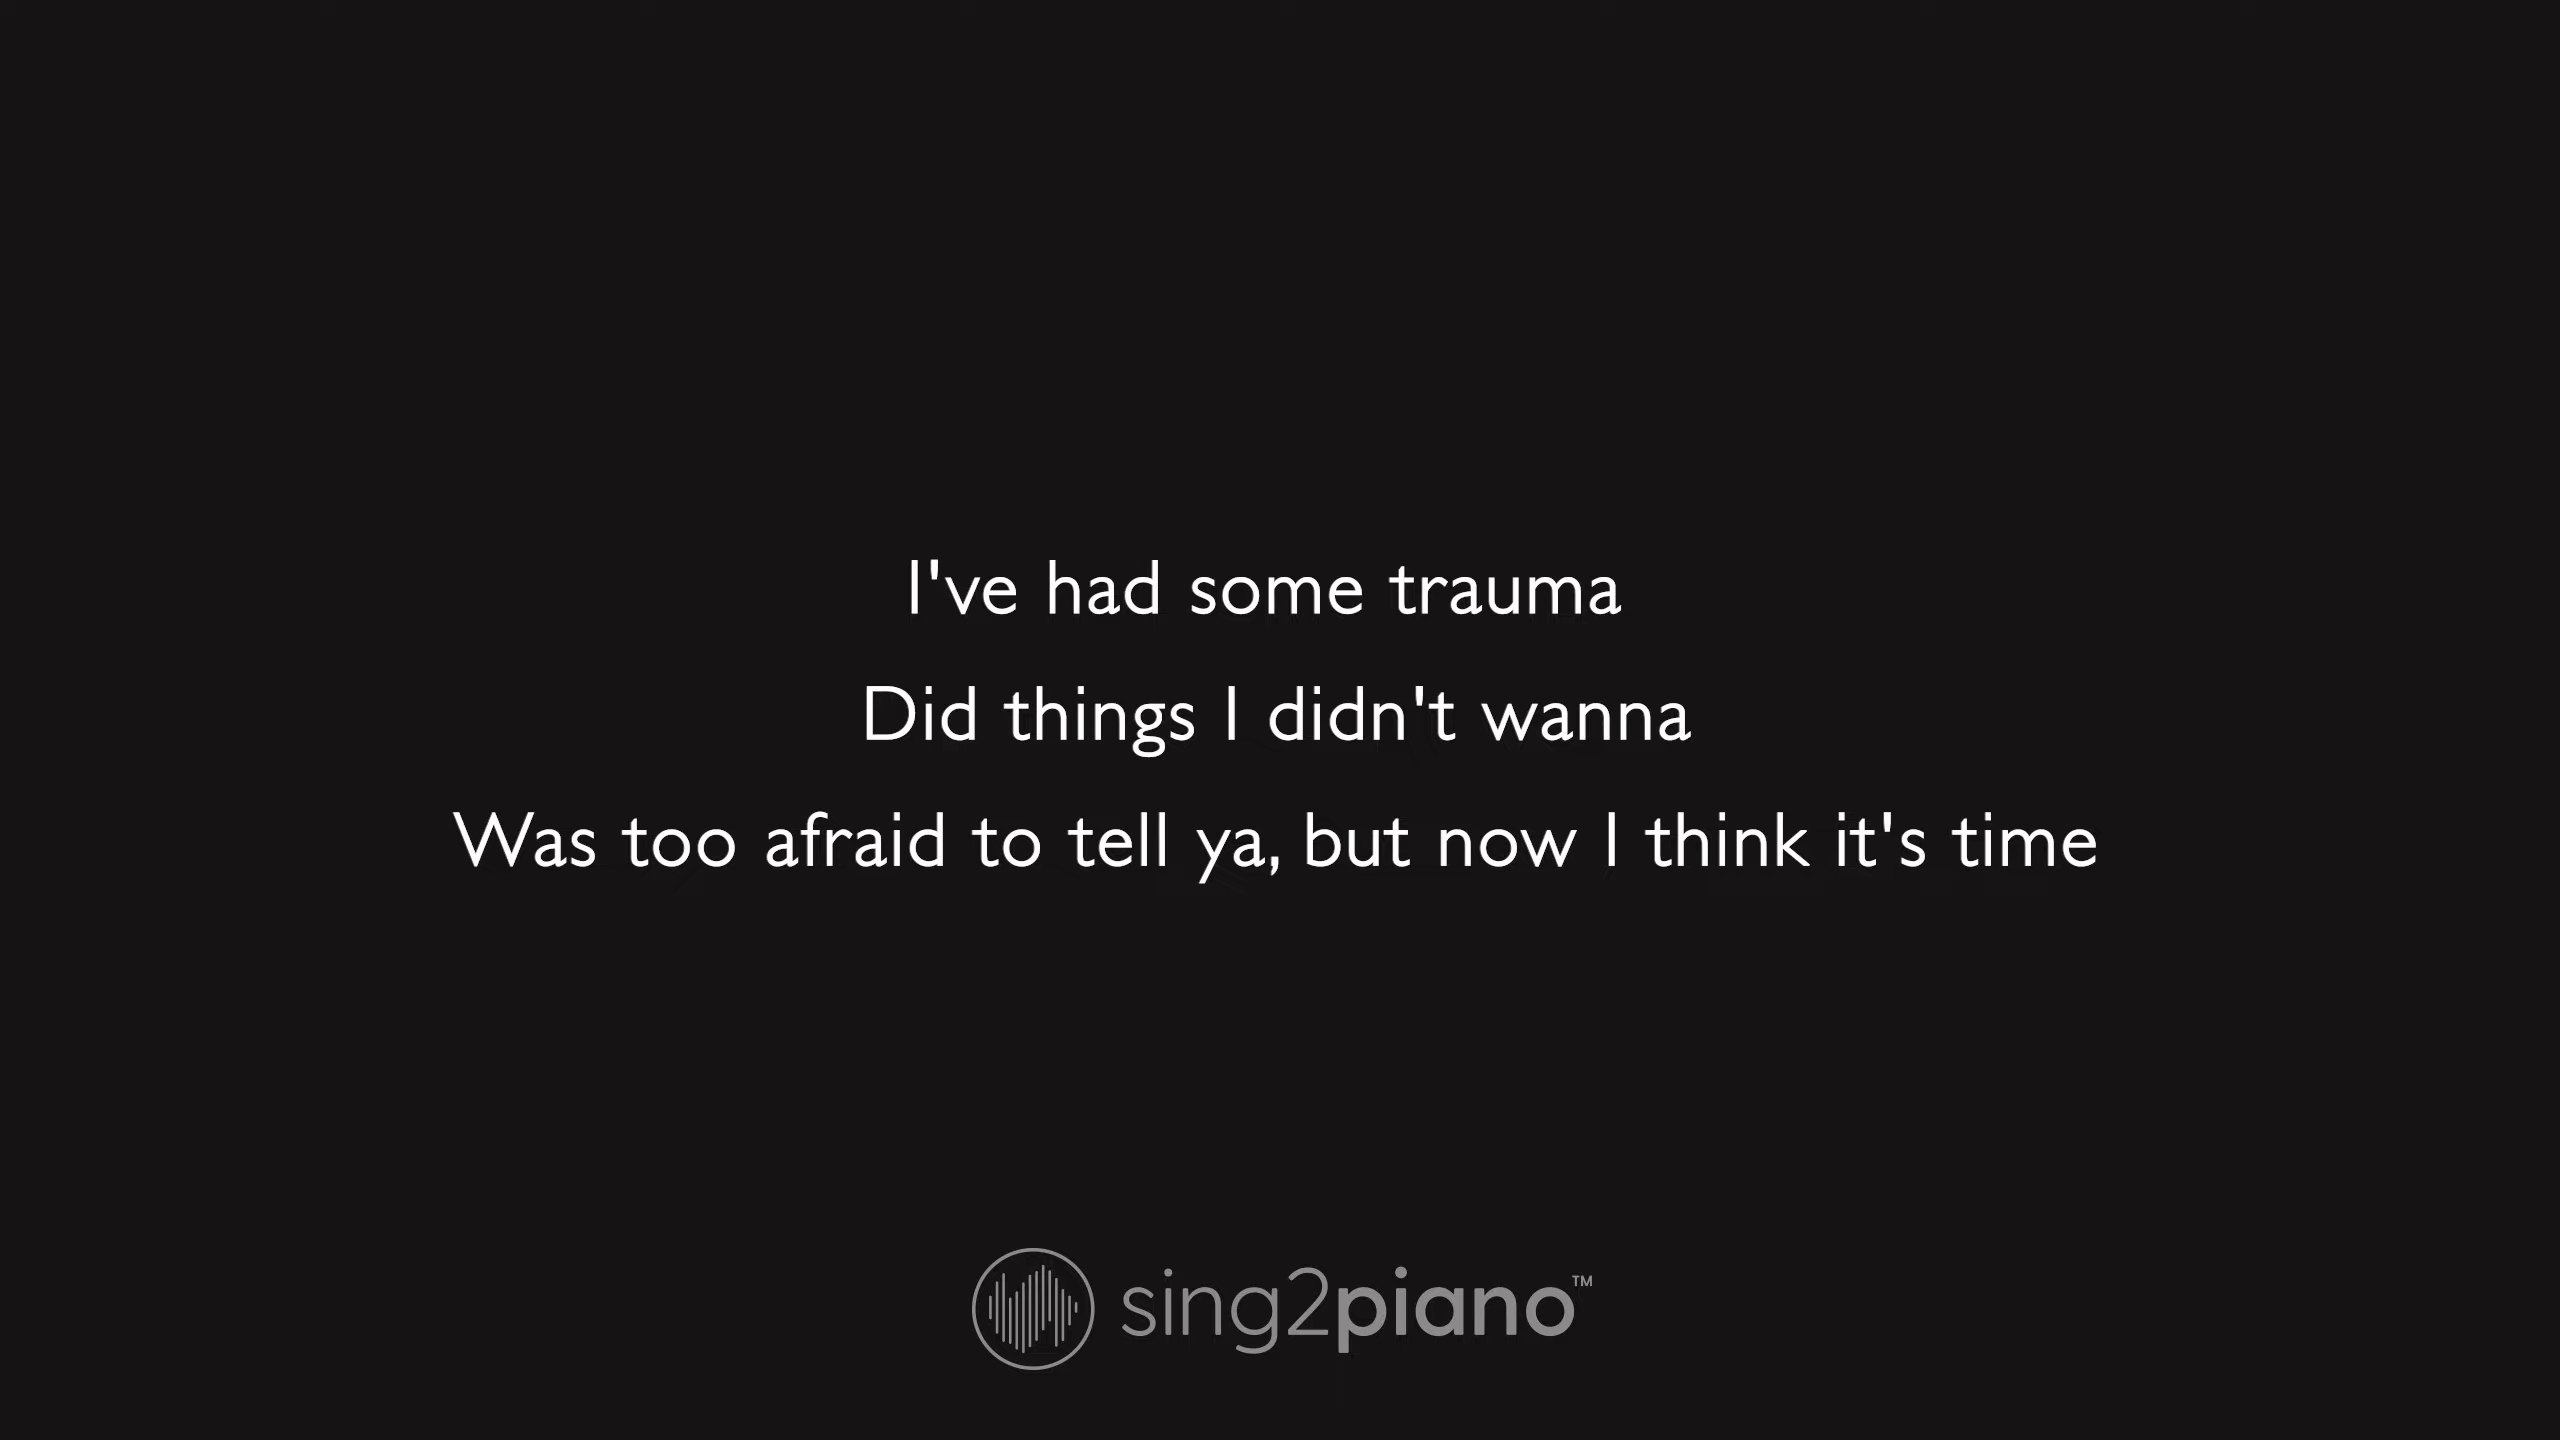 I've had some trauma
Did things I didn't wanna
Was too afraid to tell ya, but now I think it's time
sing2piano™